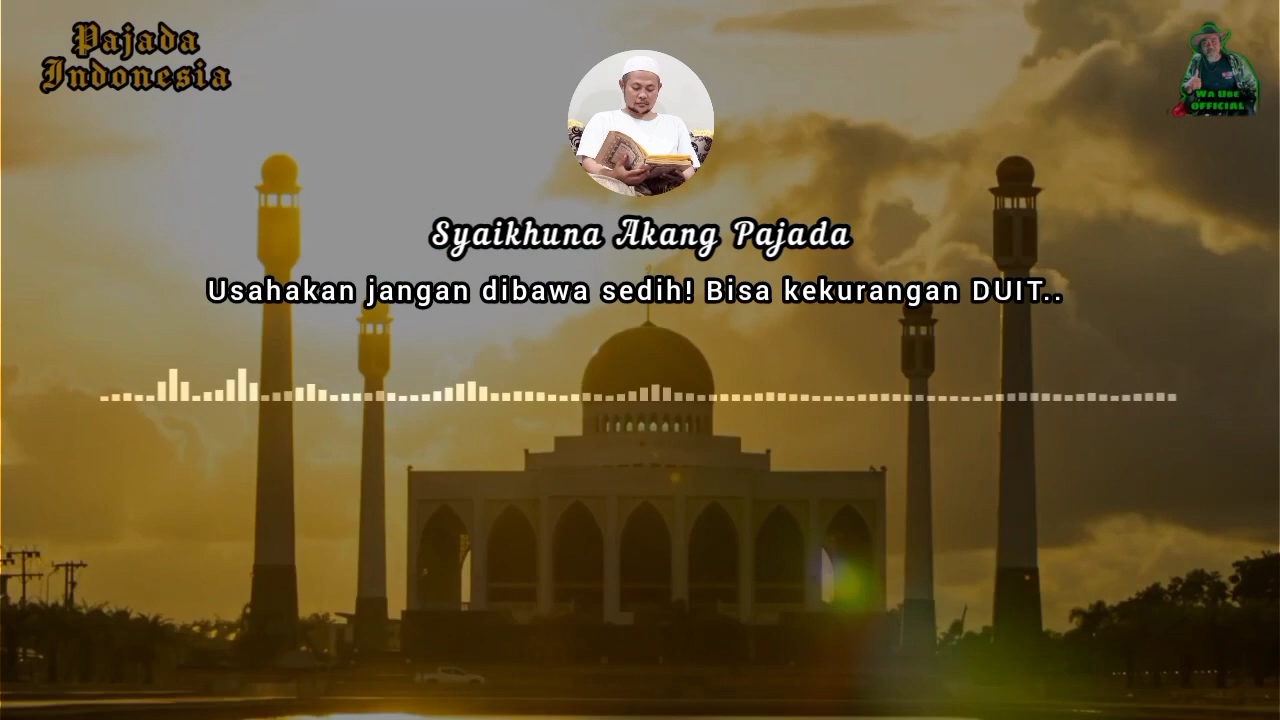 Pajada
Indonesia
WA UBE
OFFICIAL
Syaikhuna Akang Pajada
Usahakan jangan dibawa sedih! Bisa kekurangan DUIT..